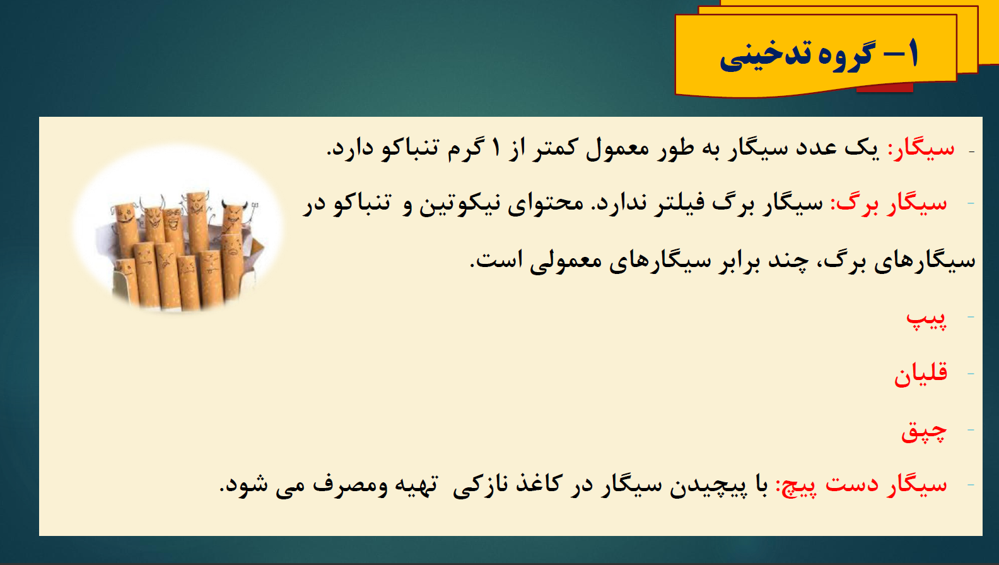 ۱- گروه تدخینی
- سیگار: یک عدد سیگار به طور معمول کمتر از ۱ گرم تنباکو دارد.
- سیگار برگ: سیگار برگ فیلتر ندارد. محتوای نیکوتین و تنباکو در
سیگارهای برگ، چند برابر سیگارهای معمولی است.
- پیپ
- قلیان
- چپق
- سیگار دست پیچ: با پیچیدن سیگار در کاغذ نازکی تهیه ومصرف می شود.